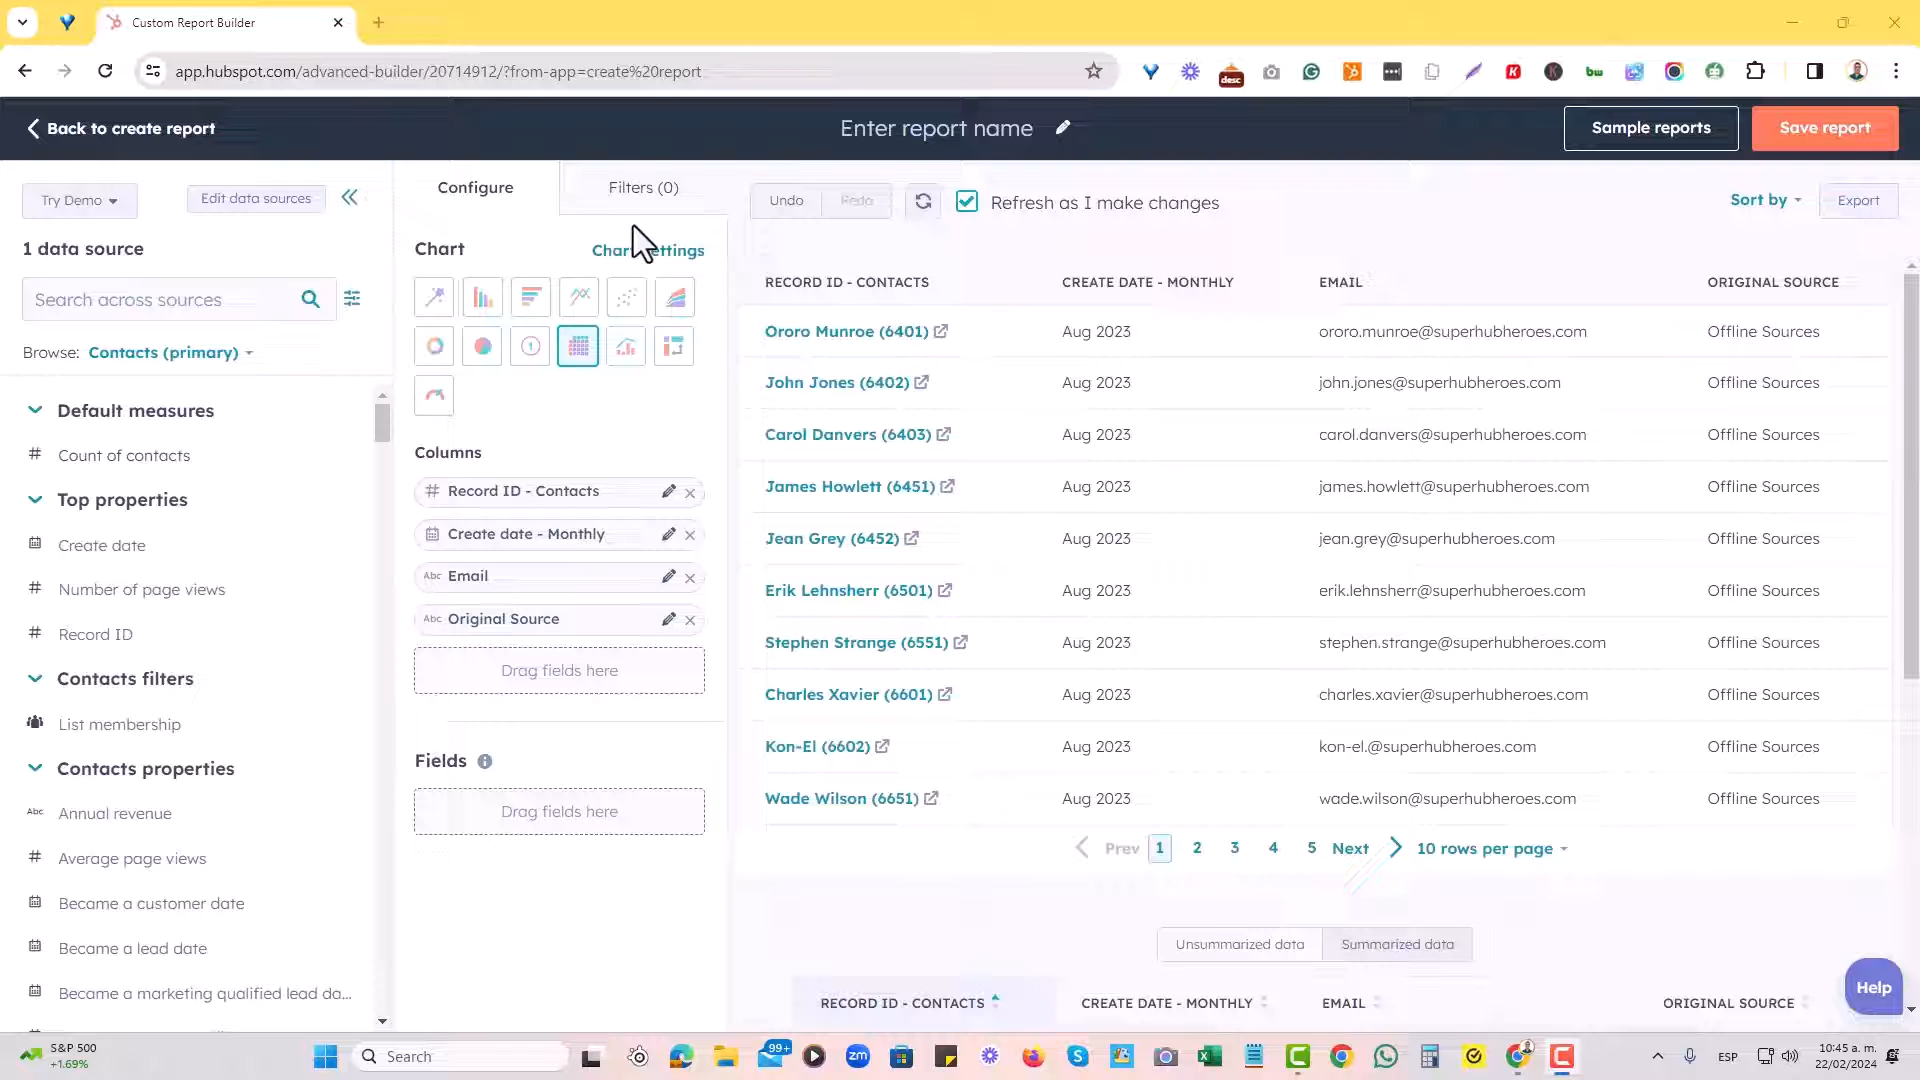 Custom Report Builder
app.hubspot.com/advanced-builder/20714912/?from-app=create%20report
desc
bw
Back to create report
Enter report name
Sample reports
Save report
Try Demo
Edit data sources
1 data source
Search across sources
Browse: Contacts (primary)
Default measures
# Count of contacts
Top properties
Create date
# Number of page views
# Record ID
Contacts filters
List membership
Contacts properties
Abc Annual revenue
# Average page views
Became a customer date
Became a lead date
Became a marketing qualified lead da...
Configure
Filters (0)
Chart
Chart settings
Columns
# Record ID - Contacts
Create date - Monthly
Abc Email
Abc Original Source
Drag fields here
Fields
Drag fields here
Undo
Redo
Refresh as I make changes
Sort by
Export
RECORD ID - CONTACTS CREATE DATE - MONTHLY EMAIL ORIGINAL SOURCE
Ororo Munroe (6401) Aug 2023 ororo.munroe@superhubheroes.com Offline Sources
John Jones (6402) Aug 2023 john.jones@superhubheroes.com Offline Sources
Carol Danvers (6403) Aug 2023 carol.danvers@superhubheroes.com Offline Sources
James Howlett (6451) Aug 2023 james.howlett@superhubheroes.com Offline Sources
Jean Grey (6452) Aug 2023 jean.grey@superhubheroes.com Offline Sources
Erik Lehnsherr (6501) Aug 2023 erik.lehnsherr@superhubheroes.com Offline Sources
Stephen Strange (6551) Aug 2023 stephen.strange@superhubheroes.com Offline Sources
Charles Xavier (6601) Aug 2023 charles.xavier@superhubheroes.com Offline Sources
Kon-El (6602) Aug 2023 kon-el.@superhubheroes.com Offline Sources
Wade Wilson (6651) Aug 2023 wade.wilson@superhubheroes.com Offline Sources
Prev 1 2 3 4 5 Next 10 rows per page
Unsummarized data Summarized data
RECORD ID - CONTACTS CREATE DATE - MONTHLY EMAIL ORIGINAL SOURCE
Help
S&P 500
+1.69%
Search
99+
zm
ESP
10:45 a. m.
22/02/2024